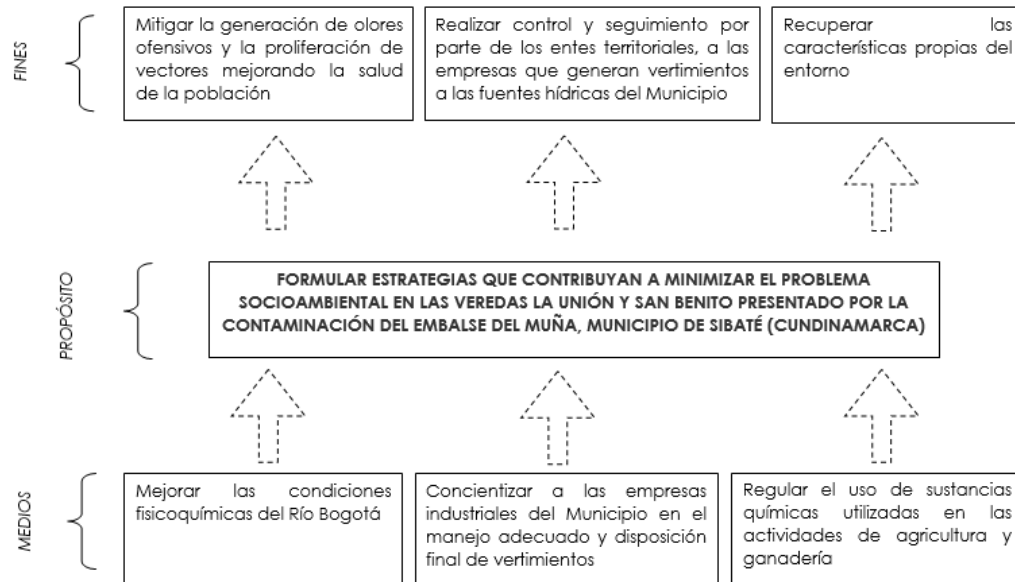 FINES
Mitigar la generación de olores
ofensivos y la proliferación de
vectores mejorando la salud
de la población
Realizar control y seguimiento por
parte de los entes territoriales, a las
empresas que generan vertimientos
a las fuentes hídricas del Municipio
Recuperar las
características propias del
entorno
PROPÓSITO
FORMULAR ESTRATEGIAS QUE CONTRIBUYAN A MINIMIZAR EL PROBLEMA
SOCIOAMBIENTAL EN LAS VEREDAS LA UNIÓN Y SAN BENITO PRESENTADO POR LA
CONTAMINACIÓN DEL EMBALSE DEL MUÑA, MUNICIPIO DE SIBATÉ (CUNDINAMARCA)
MEDIOS
Mejorar las condiciones
fisicoquímicas del Río Bogotá
Concientizar a las empresas
industriales del Municipio en el
manejo adecuado y disposición
final de vertimientos
Regular el uso de sustancias
químicas utilizadas en las
actividades de agricultura y
ganadería